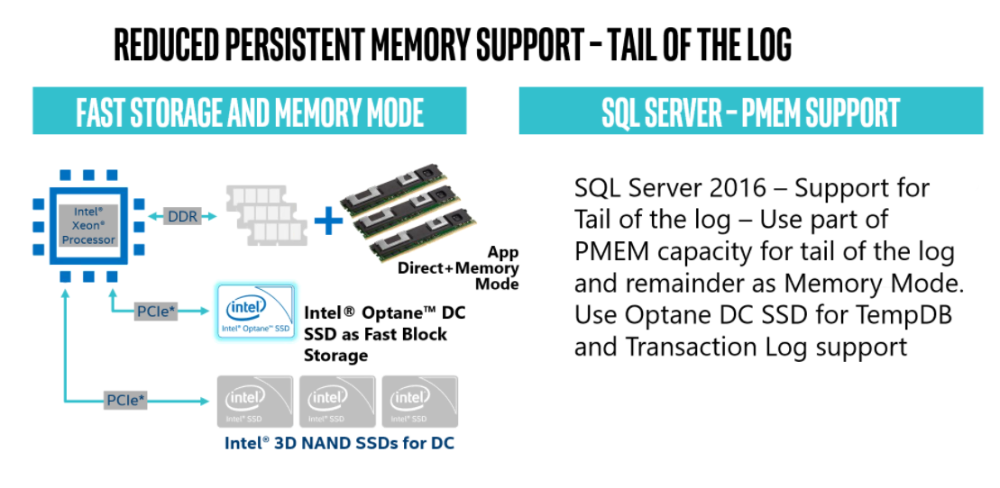 REDUCED PERSISTENT MEMORY SUPPORT – TAIL OF THE LOG
FAST STORAGE AND MEMORY MODE
Intel®
Xeon®
Processor
DDR
App
Direct+Memory
Mode
PCIe*
intel
Intel® Optane™ SSD
Intel® Optane™ DC
SSD as Fast Block
Storage
PCIe*
intel
Intel® SSD
intel
Intel® SSD
intel
Intel® SSD
Intel® 3D NAND SSDs for DC
SQL SERVER – PMEM SUPPORT
SQL Server 2016 – Support for
Tail of the log – Use part of
PMEM capacity for tail of the log
and remainder as Memory Mode.
Use Optane DC SSD for TempDB
and Transaction Log support